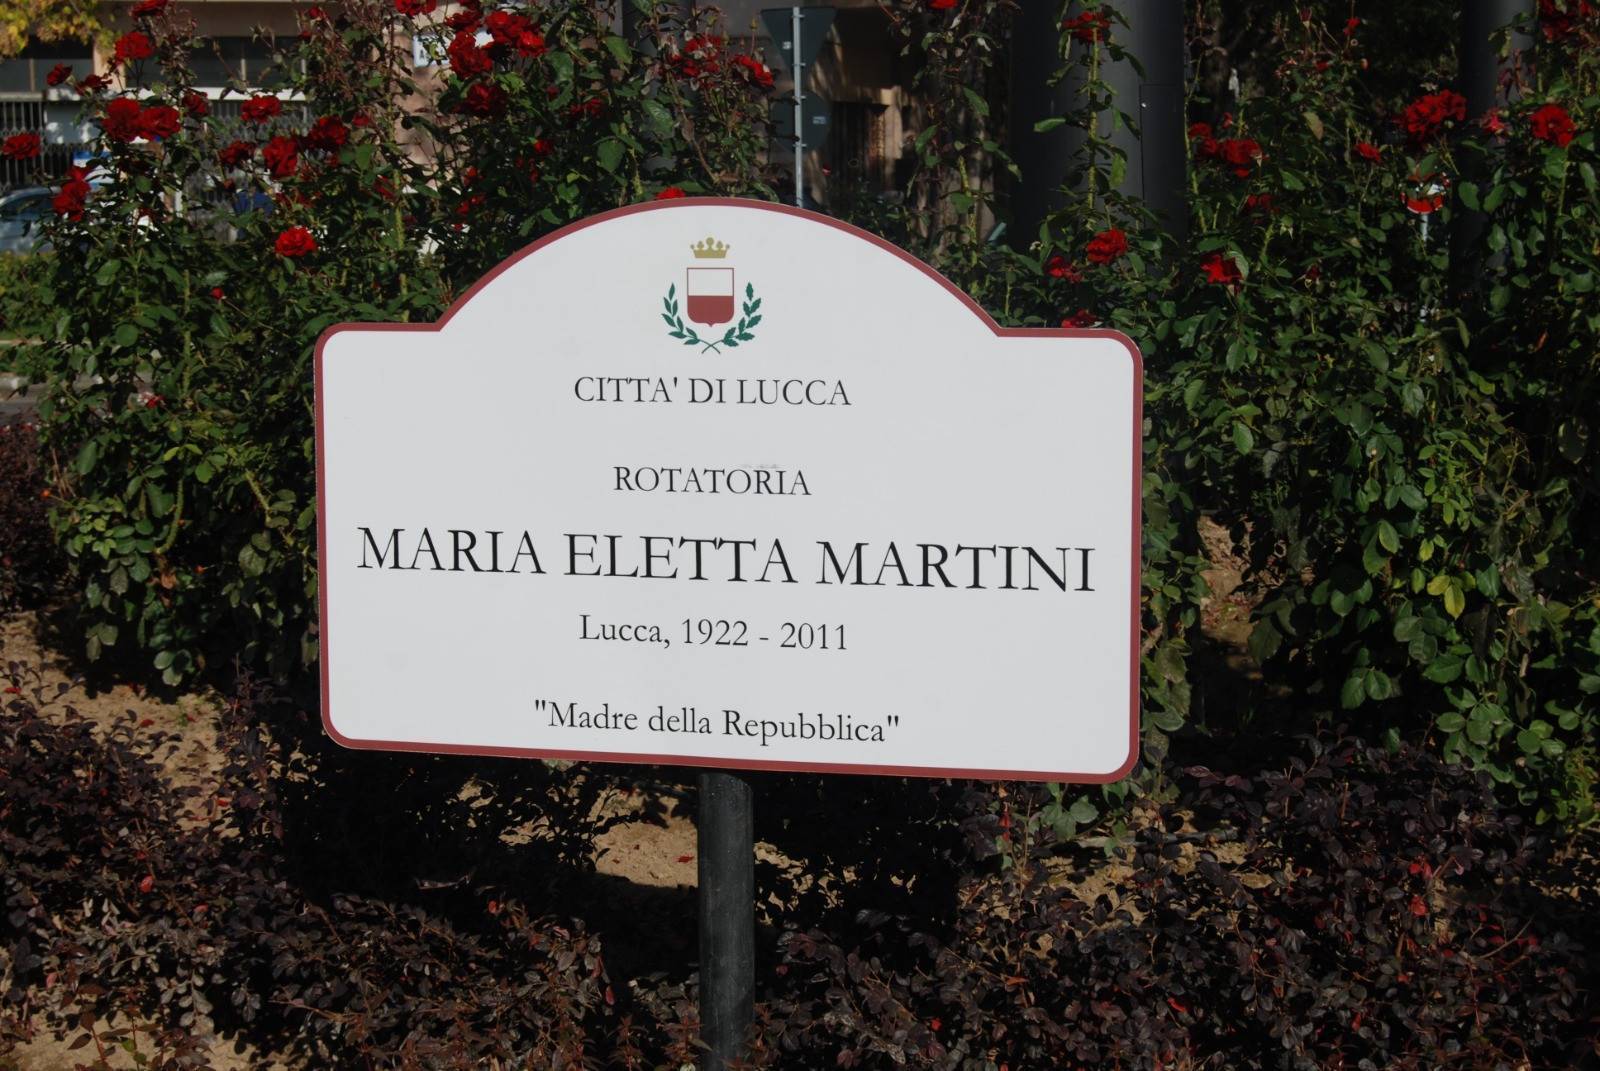 CITTA' DI LUCCA
ROTATORIA
MARIA ELETTA MARTINI
Lucca, 1922 - 2011
"Madre della Repubblica"